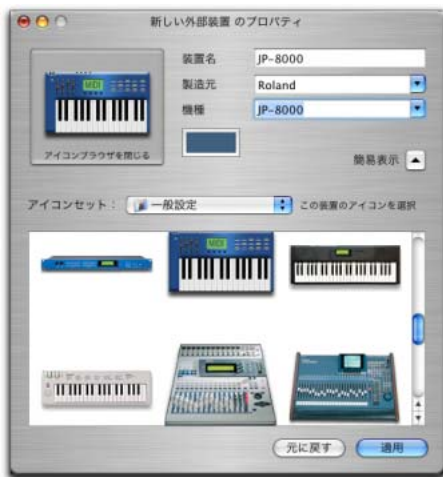 新しい外部装置 のプロパティ
装置名 JP-8000
製造元 Roland
機種 JP-8000
MIDI
アイコンブラウザを閉じる
簡易表示
アイコンセット： 一般設定 この装置のアイコンを選択
MIDI
元に戻す 適用